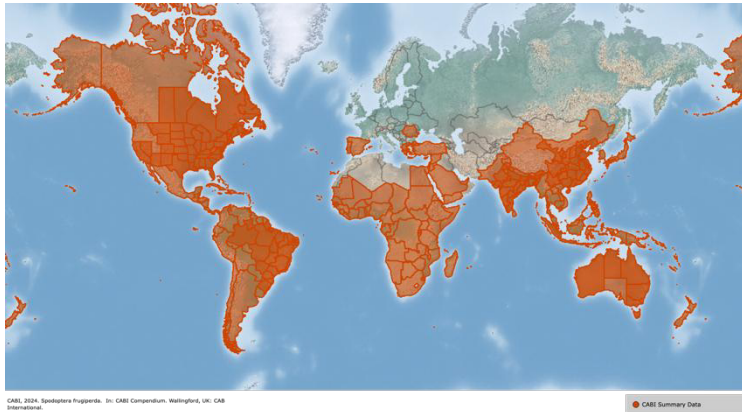 CABI, 2024. Spodoptera frugiperda. In: CABI Compendium. Wallingford, UK: CAB
International.
CABI Summary Data